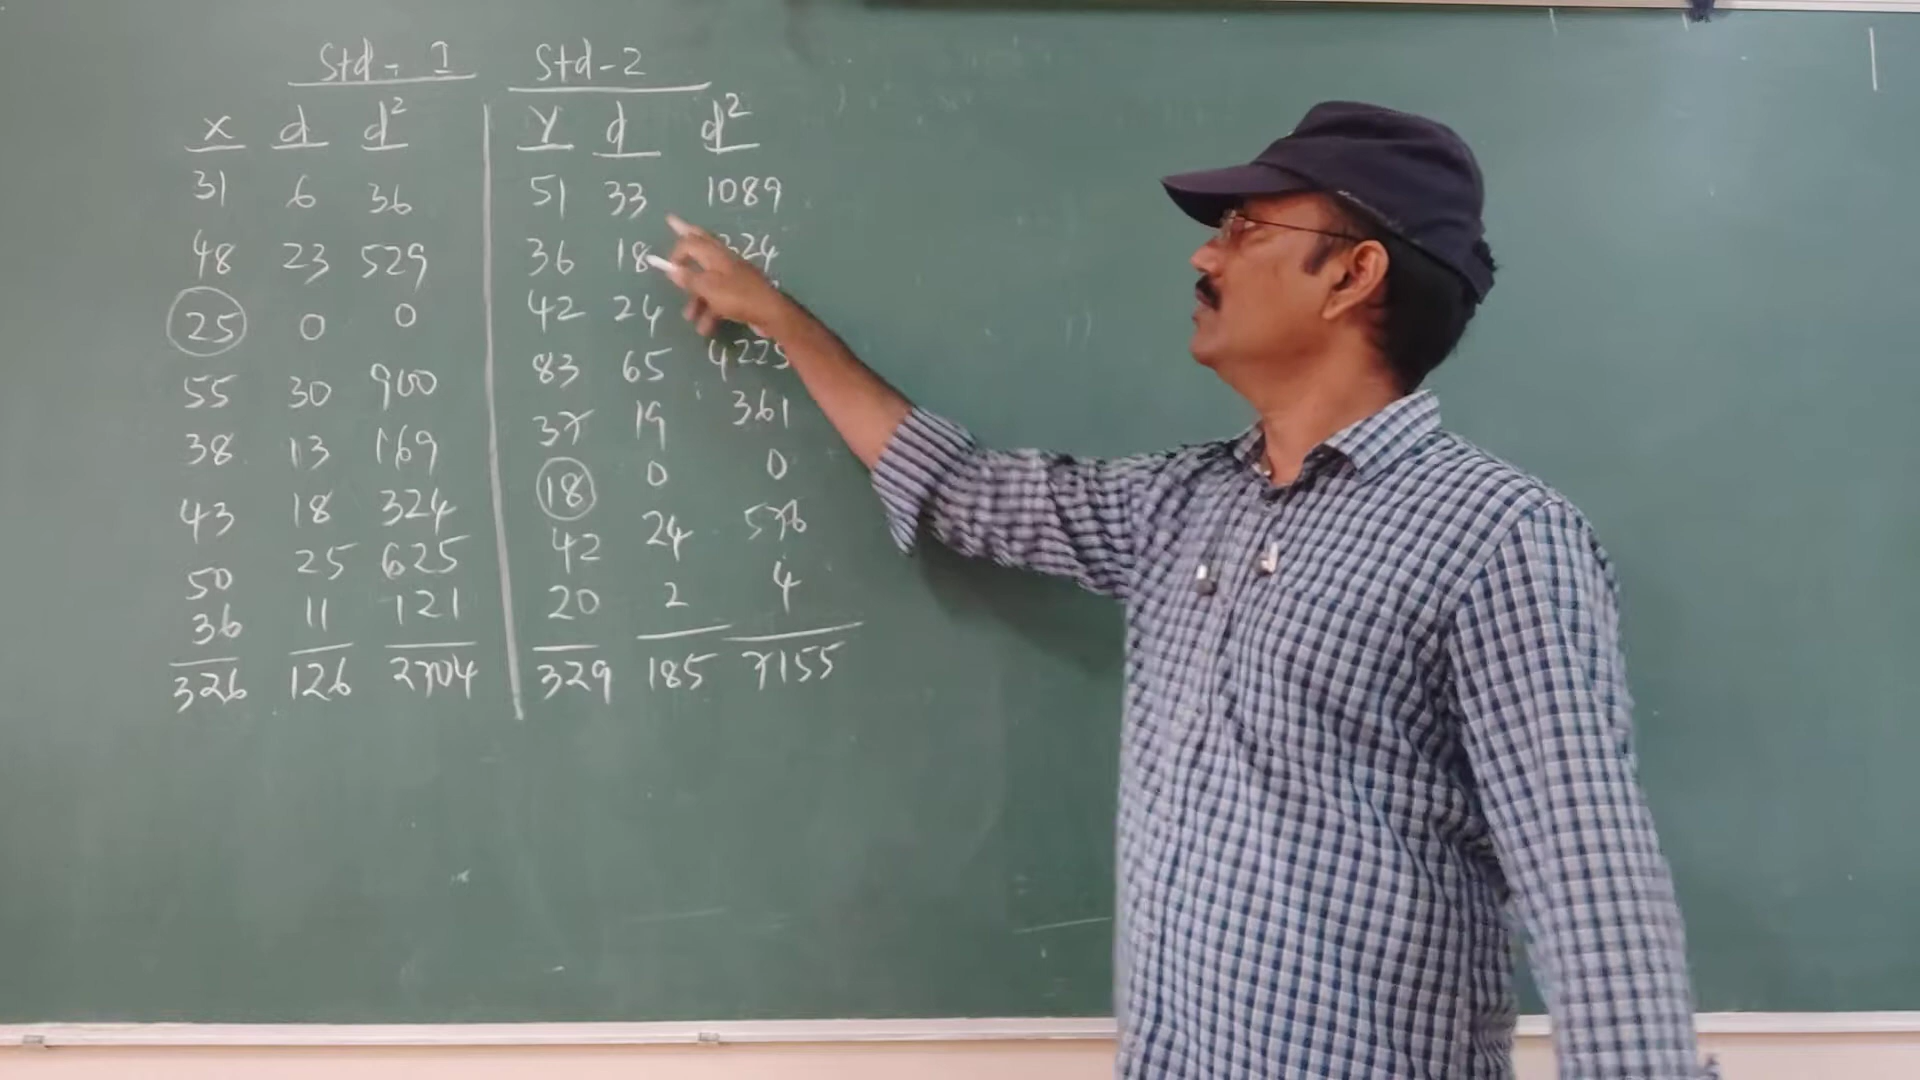 Std - I Std - 2
x d d² y d d²
31 6 36 51 33 1089
48 23 529 36 18 324
25 0 0 42 24
55 30 900 83 65 4225
38 13 169 37 19 361
43 18 324 18 0 0
50 25 625 42 24 576
36 11 121 20 2 4
326 126 2704 329 185 7155